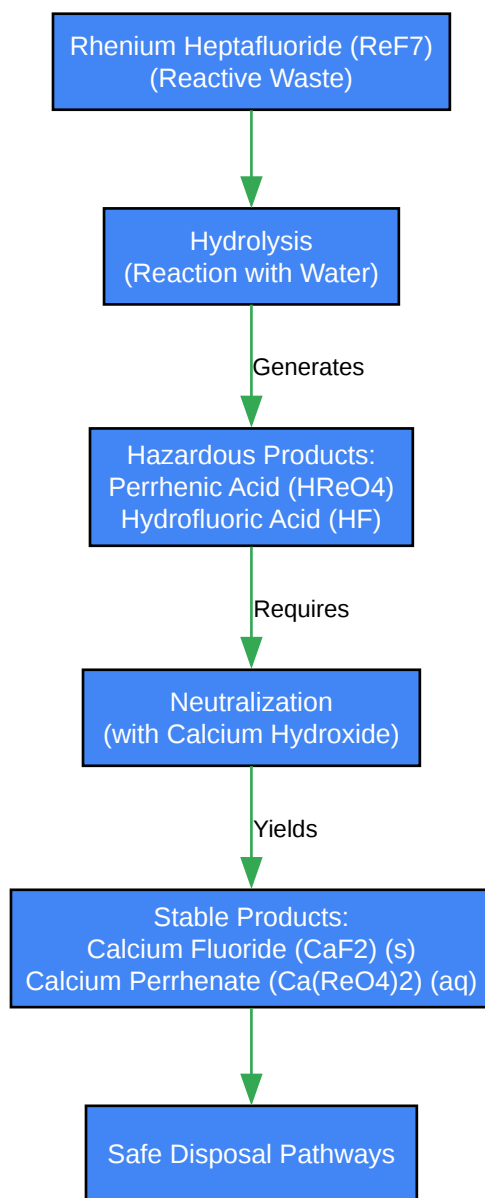 Rhenium Heptafluoride (ReF7)
(Reactive Waste)
Hydrolysis
(Reaction with Water)
Generates
Hazardous Products:
Perrhenic Acid (HReO4)
Hydrofluoric Acid (HF)
Requires
Neutralization
(with Calcium Hydroxide)
Yields
Stable Products:
Calcium Fluoride (CaF2) (s)
Calcium Perrhenate (Ca(ReO4)2) (aq)
Safe Disposal Pathways